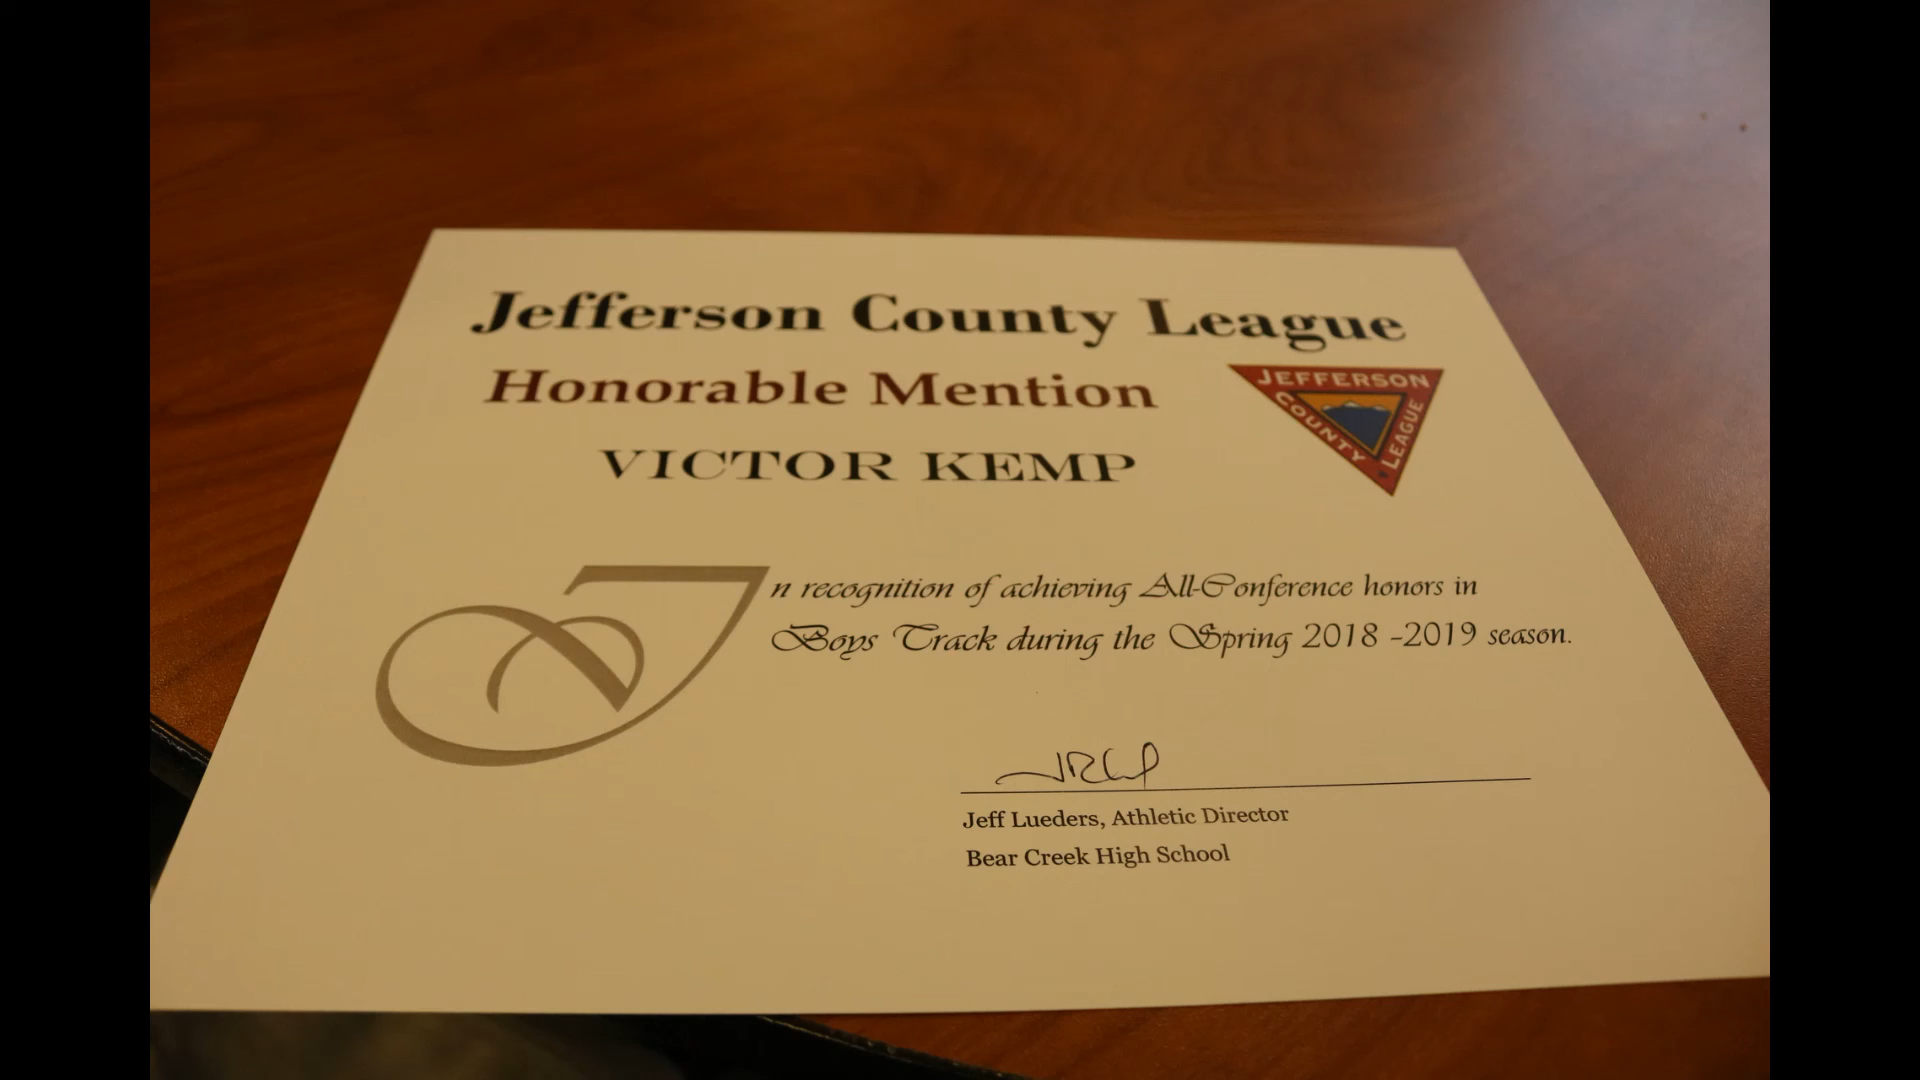 Jefferson County League
Honorable Mention
JEFFERSON
COUNTY
LEAGUE
VICTOR KEMP
In recognition of achieving All-Conference honors in
Boys Track during the Spring 2018 -2019 season.
Jeff Lueders, Athletic Director
Bear Creek High School